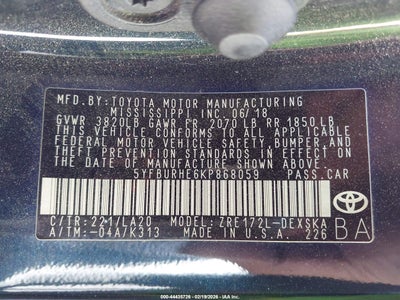 MFD.BY:TOYOTA MOTOR MANUFACTURING
MISSISSIPPI INC. 06/18
GVWR 3820LB GAWR FR 2070 LB RR 1850 LB
THIS VEHICLE CONFORMS TO ALL APPLICABLE
FEDERAL MOTOR VEHICLE SAFETY, BUMPER, AND
THEFT PREVENTION STANDARDS IN EFFECT ON
THE DATE OF MANUFACTURE SHOWN ABOVE.
5YFBURHE6KP868059 PASS.CAR
C/TR:221/LA20 MODEL:ZRE172L-DEXSKA
A/TM:-04A/K313 MADE IN U.S.A. 226
BA
TOYOTA
000-44435726 - 02/19/2026 -